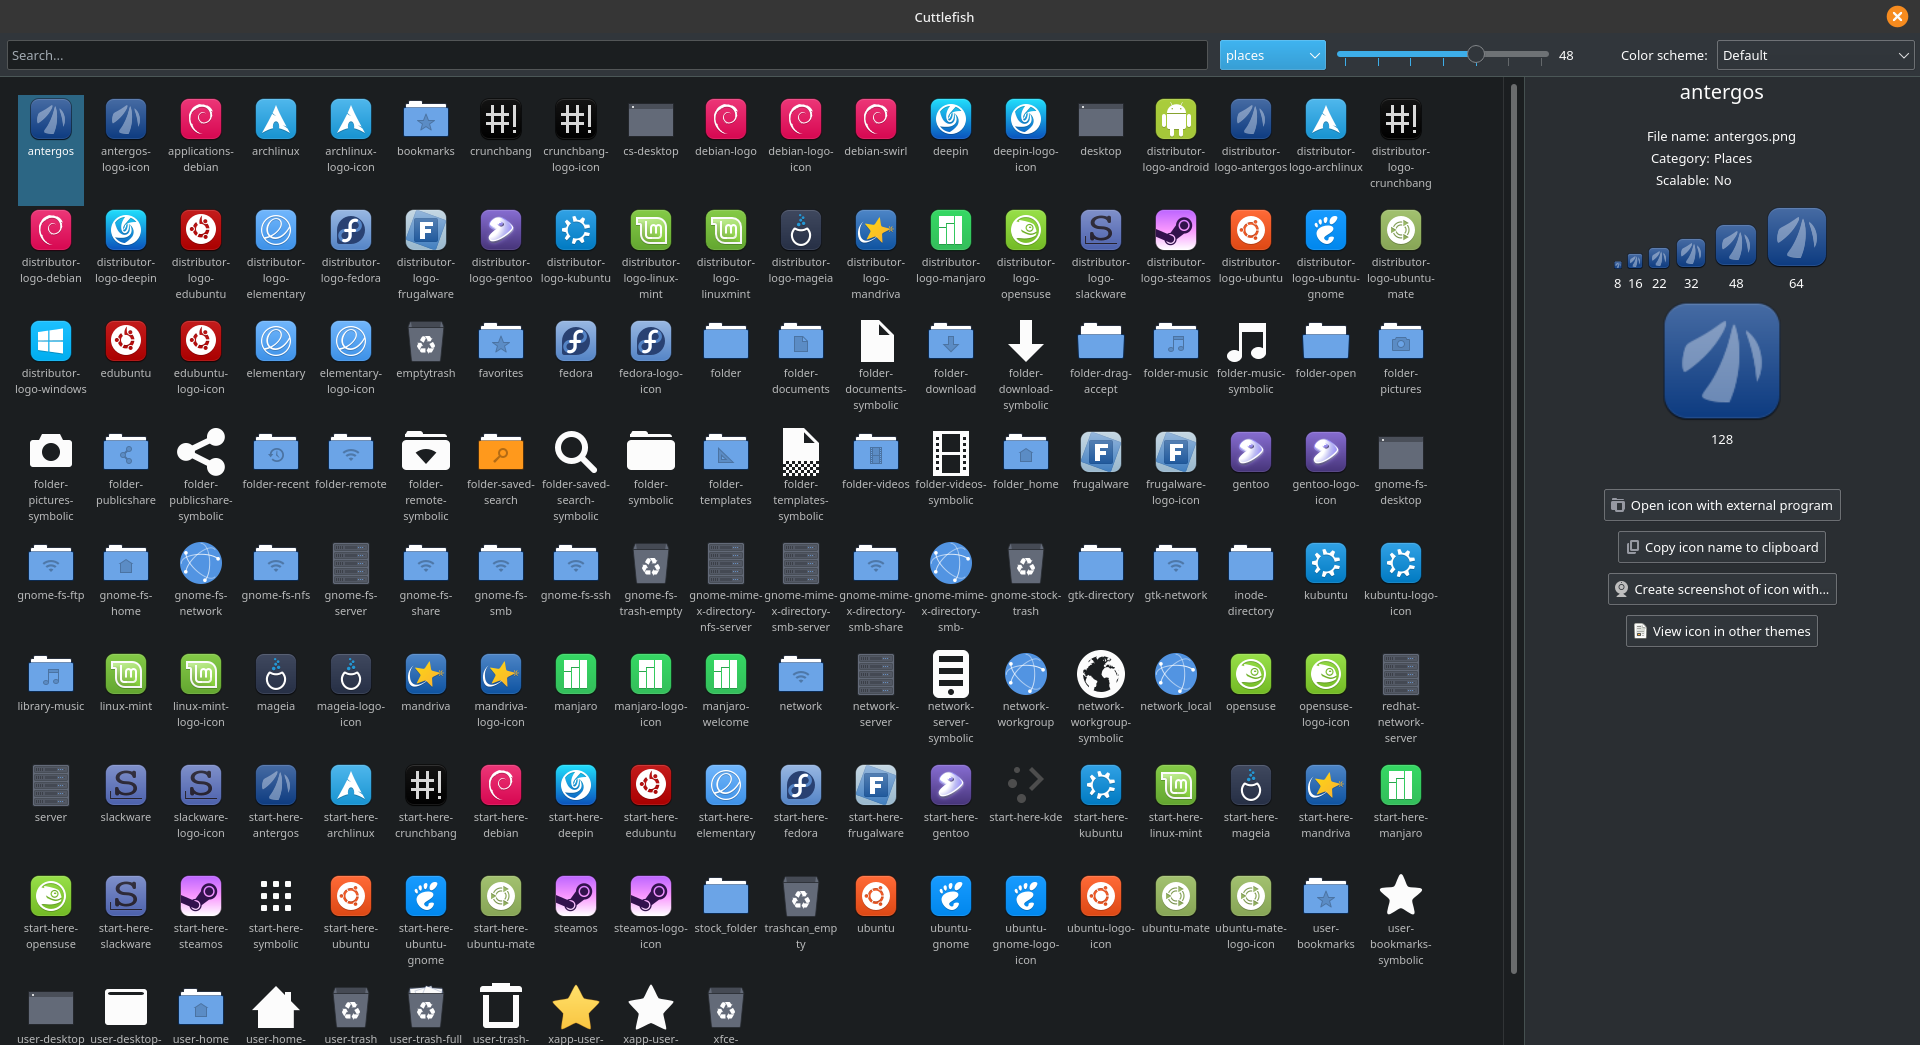 Cuttlefish
Search...
places
48
Color scheme:
Default
antergos
antergos-
logo-icon
applications-
debian
archlinux
archlinux-
logo-icon
bookmarks
crunchbang
crunchbang-
logo-icon
cs-desktop
debian-logo
debian-logo-
icon
debian-swirl
deepin
deepin-logo-
icon
desktop
distributor-
logo-android
distributor-
logo-antergos
distributor-
logo-archlinux
distributor-
logo-
crunchbang
distributor-
logo-debian
distributor-
logo-deepin
distributor-
logo-
edubuntu
distributor-
logo-
elementary
distributor-
logo-fedora
distributor-
logo-
frugalware
distributor-
logo-gentoo
distributor-
logo-kubuntu
distributor-
logo-linux-
mint
distributor-
logo-
linuxmint
distributor-
logo-mageia
distributor-
logo-
mandriva
distributor-
logo-manjaro
distributor-
logo-
opensuse
distributor-
logo-
slackware
distributor-
logo-steamos
distributor-
logo-ubuntu
distributor-
logo-ubuntu-
gnome
distributor-
logo-ubuntu-
mate
distributor-
logo-windows
edubuntu
edubuntu-
logo-icon
elementary
elementary-
logo-icon
emptytrash
favorites
fedora
fedora-logo-
icon
folder
folder-
documents
folder-
documents-
symbolic
folder-
download
folder-
download-
symbolic
folder-drag-
accept
folder-music
folder-music-
symbolic
folder-open
folder-
pictures
folder-
pictures-
symbolic
folder-
publicshare
folder-
publicshare-
symbolic
folder-recent
folder-remote
folder-
remote-
symbolic
folder-saved-
search
folder-saved-
search-
symbolic
folder-
symbolic
folder-
templates
folder-
templates-
symbolic
folder-videos
folder-videos-
symbolic
folder_home
frugalware
frugalware-
logo-icon
gentoo
gentoo-logo-
icon
gnome-fs-
desktop
gnome-fs-ftp
gnome-fs-
home
gnome-fs-
network
gnome-fs-nfs
gnome-fs-
server
gnome-fs-
share
gnome-fs-
smb
gnome-fs-ssh
gnome-fs-
trash-empty
gnome-mime-
x-directory-
nfs-server
gnome-mime-
x-directory-
smb-server
gnome-mime-
x-directory-
smb-share
gnome-mime-
x-directory-
smb-
gnome-stock-
trash
gtk-directory
gtk-network
inode-
directory
kubuntu
kubuntu-logo-
icon
library-music
linux-mint
linux-mint-
logo-icon
mageia
mageia-logo-
icon
mandriva
mandriva-
logo-icon
manjaro
manjaro-logo-
icon
manjaro-
welcome
network
network-
server
network-
server-
symbolic
network-
workgroup
network-
workgroup-
symbolic
network_local
opensuse
opensuse-
logo-icon
redhat-
network-
server
server
slackware
slackware-
logo-icon
start-here-
antergos
start-here-
archlinux
start-here-
crunchbang
start-here-
debian
start-here-
deepin
start-here-
edubuntu
start-here-
elementary
start-here-
fedora
start-here-
frugalware
start-here-
gentoo
start-here-kde
start-here-
kubuntu
start-here-
linux-mint
start-here-
mageia
start-here-
mandriva
start-here-
manjaro
start-here-
opensuse
start-here-
slackware
start-here-
steamos
start-here-
symbolic
start-here-
ubuntu
start-here-
ubuntu-
gnome
start-here-
ubuntu-mate
steamos
steamos-logo-
icon
stock_folder
trashcan_emp
ty
ubuntu
ubuntu-
gnome
ubuntu-
gnome-logo-
icon
ubuntu-logo-
icon
ubuntu-mate
ubuntu-mate-
logo-icon
user-
bookmarks
user-
bookmarks-
symbolic
user-desktop
user-desktop-
user-home
user-home-
user-trash
user-trash-full
user-trash-
xapp-user-
xapp-user-
xfce-
antergos
File name: antergos.png
Category: Places
Scalable: No
8 16 22 32 48 64
128
Open icon with external program
Copy icon name to clipboard
Create screenshot of icon with...
View icon in other themes